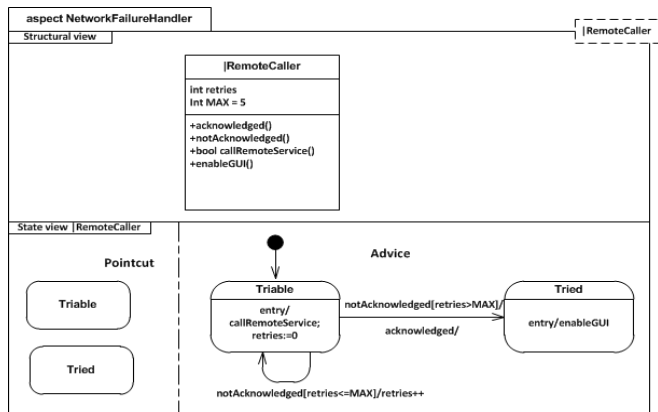 aspect NetworkFailureHandler
Structural view
|RemoteCaller
|RemoteCaller
int retries
Int MAX = 5
+acknowledged()
+notAcknowledged()
+bool callRemoteService()
+enableGUI()
State view |RemoteCaller
Pointcut
Triable
Tried
Advice
Triable
entry/
callRemoteService;
retries:=0
notAcknowledged[retries>MAX]/
acknowledged/
Tried
entry/enableGUI
notAcknowledged[retries<=MAX]/retries++